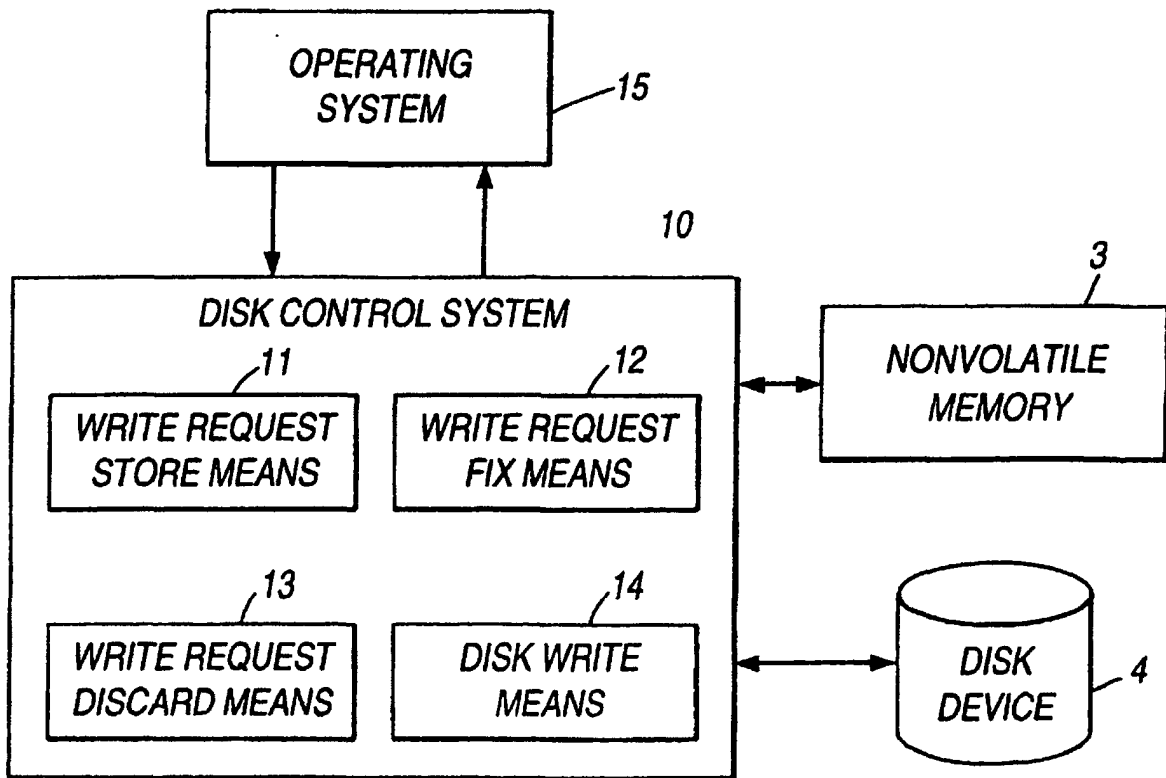 OPERATING
SYSTEM
15
10
DISK CONTROL SYSTEM
3
NONVOLATILE
MEMORY
11
WRITE REQUEST
STORE MEANS
12
WRITE REQUEST
FIX MEANS
13
WRITE REQUEST
DISCARD MEANS
14
DISK WRITE
MEANS
DISK
DEVICE
4